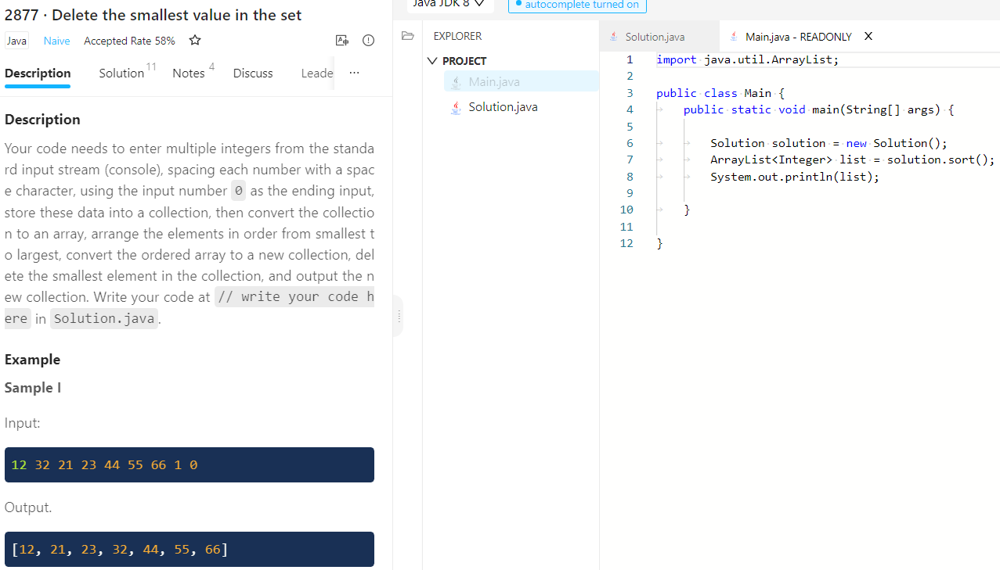 2877 · Delete the smallest value in the set
Java Naive Accepted Rate 58%
Description Solution 11 Notes 4 Discuss Leade ...
Description
Your code needs to enter multiple integers from the standa
rd input stream (console), spacing each number with a spac
e character, using the input number 0 as the ending input,
store these data into a collection, then convert the collectio
n to an array, arrange the elements in order from smallest t
o largest, convert the ordered array to a new collection, del
ete the smallest element in the collection, and output the n
ew collection. Write your code at // write your code h
ere in Solution.java.
Example
Sample I
Input:
12 32 21 23 44 55 66 1 0
Output.
[12, 21, 23, 32, 44, 55, 66]
Java JDK 8
autocomplete turned on
EXPLORER
PROJECT
Main.java
Solution.java
Solution.java Main.java - READONLY X
1 import java.util.ArrayList;
2
3 public class Main {
4 public static void main(String[] args) {
5
6 Solution solution = new Solution();
7 ArrayList<Integer> list = solution.sort();
8 System.out.println(list);
9
10 }
11
12 }